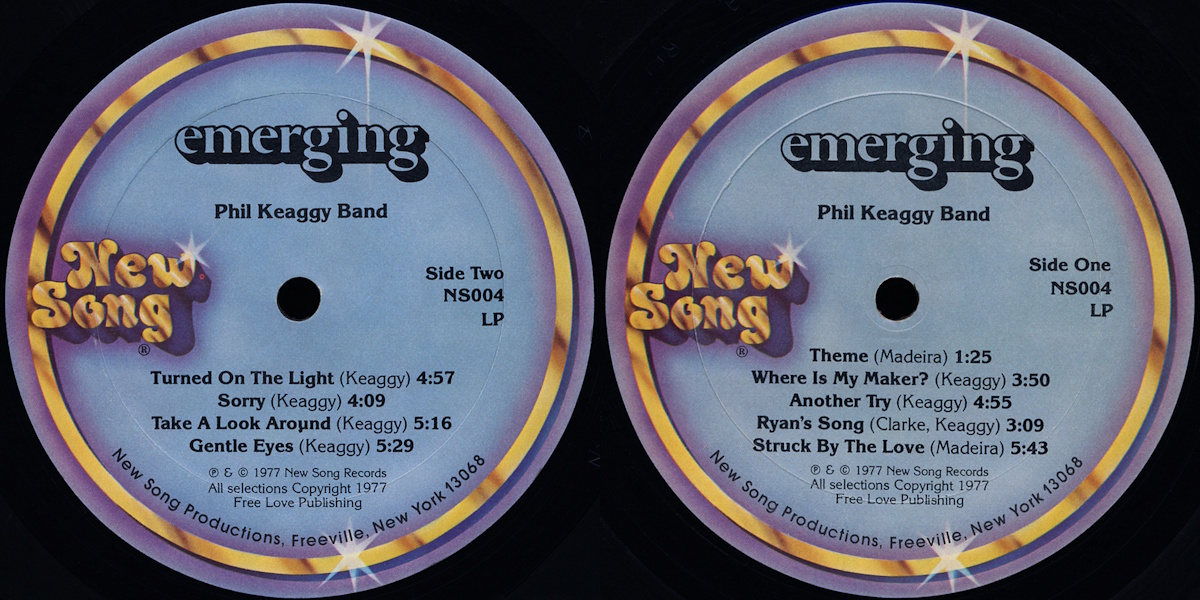 emerging
Phil Keaggy Band
New
Song
®
Side Two
NS004
LP
Turned On The Light (Keaggy) 4:57
Sorry (Keaggy) 4:09
Take A Look Around (Keaggy) 5:16
Gentle Eyes (Keaggy) 5:29
℗ & © 1977 New Song Records
All selections Copyright 1977
Free Love Publishing
New Song Productions, Freeville, New York 13068
emerging
Phil Keaggy Band
New
Song
®
Side One
NS004
LP
Theme (Madeira) 1:25
Where Is My Maker? (Keaggy) 3:50
Another Try (Keaggy) 4:55
Ryan's Song (Clarke, Keaggy) 3:09
Struck By The Love (Madeira) 5:43
℗ & © 1977 New Song Records
All selections Copyright 1977
Free Love Publishing
New Song Productions, Freeville, New York 13068